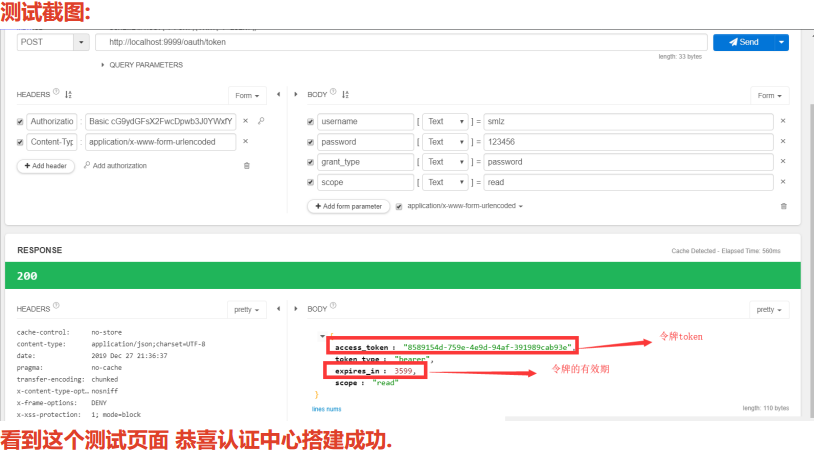 测试截图:
POST http://localhost:9999/oauth/token Send
length: 33 bytes
QUERY PARAMETERS
HEADERS Form BODY Form
Authorizatio : Basic cG9ydGFsX2FwcDpwb3J0YWxfY username [ Text ] = smlz
Content-Typ : application/x-www-form-urlencoded password [ Text ] = 123456
Add header Add authorization grant_type [ Text ] = password
scope [ Text ] = read
Add form parameter application/x-www-form-urlencoded
RESPONSE Cache Detected - Elapsed Time: 560ms
200
HEADERS pretty BODY pretty
cache-control: no-store
content-type: application/json;charset=UTF-8
date: 2019 Dec 27 21:36:37
pragma: no-cache
transfer-encoding: chunked
x-content-type-opt… nosniff
x-frame-options: DENY
x-xss-protection: 1; mode=block
{
access_token : "8589154d-759e-4e9d-94af-391989cab93e", 令牌token
token_type : "bearer",
expires_in : 3599, 令牌的有效期
scope : "read"
}
lines nums length: 110 bytes
看到这个测试页面 恭喜认证中心搭建成功.